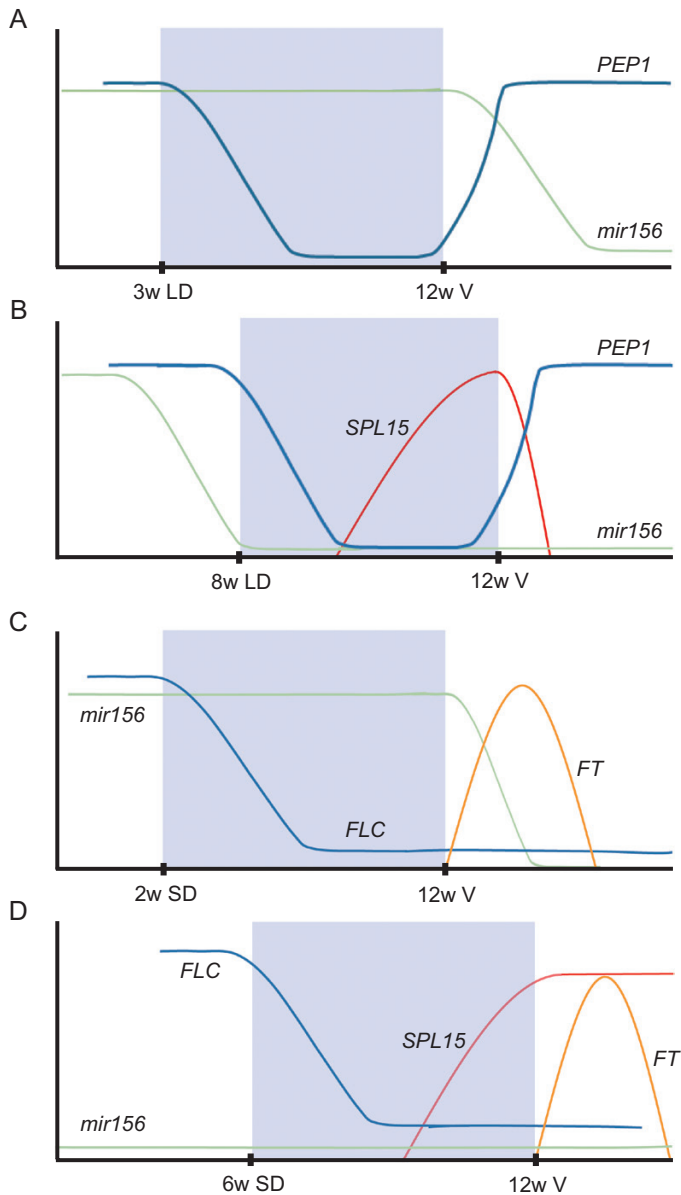 A
PEP1
mir156
3w LD 12w V
B
PEP1
SPL15
mir156
8w LD 12w V
C
mir156
FT
FLC
2w SD 12w V
D
FLC
SPL15
FT
mir156
6w SD 12w V